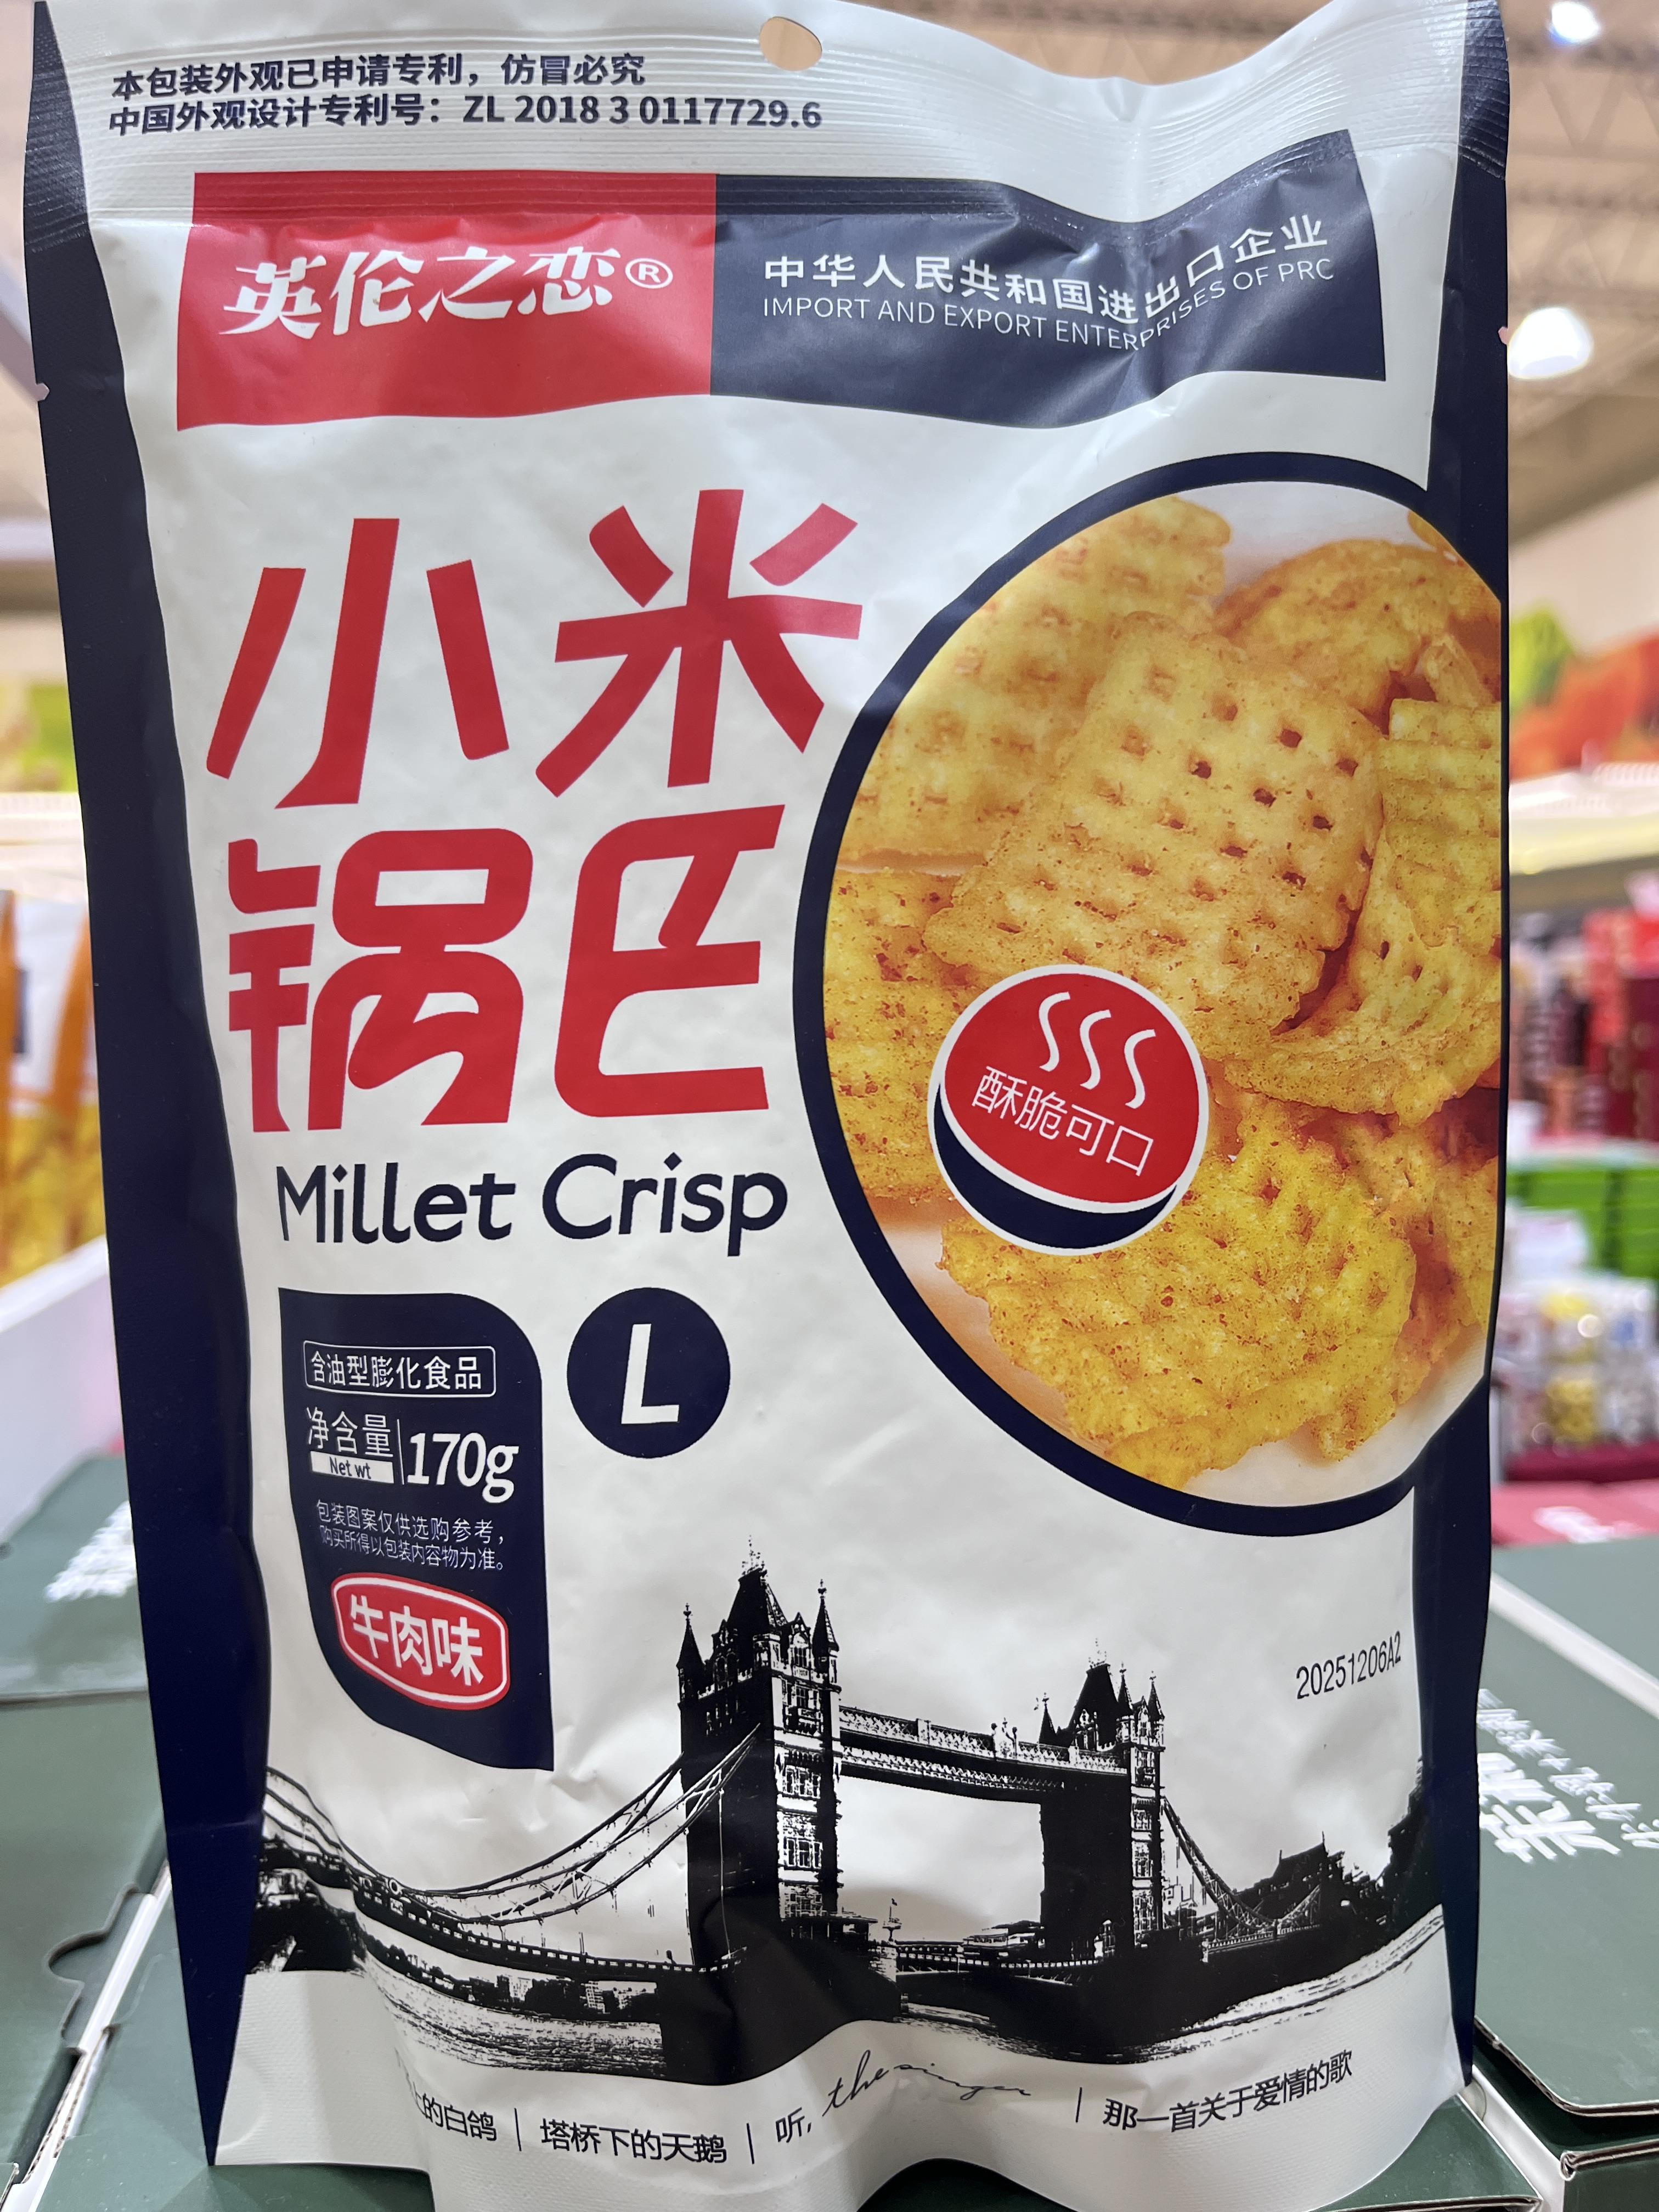 本包装外观已申请专利，仿冒必究
中国外观设计专利号：ZL 2018 3 0117729.6
英伦之恋®
中华人民共和国进出口企业
IMPORT AND EXPORT ENTERPRISES OF PRC
小米
锅巴
Millet Crisp
酥脆可口
L
含油型膨化食品
净含量
Net wt
170g
包装图案仅供选购参考，
购买所得以包装内容物为准。
牛肉味
20251206A2
的白鸽 | 塔桥下的天鹅 | 听, the singer | 那一首关于爱情的歌